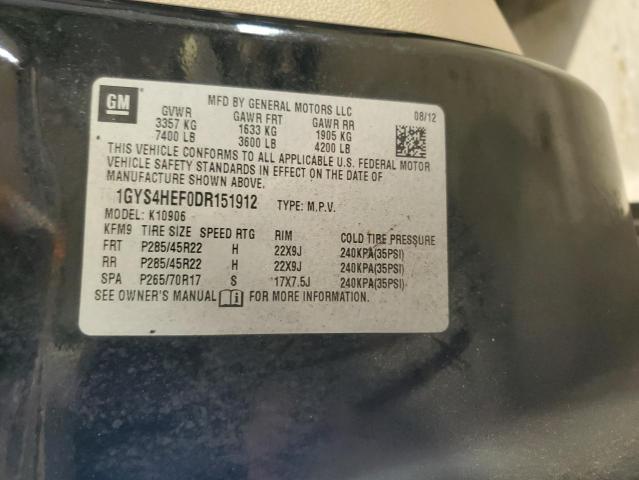 GM
MFD BY GENERAL MOTORS LLC
08/12
GVWR GAWR FRT GAWR RR
3357 KG 1633 KG 1905 KG
7400 LB 3600 LB 4200 LB
THIS VEHICLE CONFORMS TO ALL APPLICABLE U.S. FEDERAL MOTOR
VEHICLE SAFETY STANDARDS IN EFFECT ON THE DATE OF
MANUFACTURE SHOWN ABOVE.
1GYS4HEF0DR151912 TYPE: M.P.V.
MODEL: K10906
KFM9 TIRE SIZE SPEED RTG RIM COLD TIRE PRESSURE
FRT P285/45R22 H 22X9J 240KPA(35PSI)
RR P285/45R22 H 22X9J 240KPA(35PSI)
SPA P265/70R17 S 17X7.5J 240KPA(35PSI)
SEE OWNER'S MANUAL FOR MORE INFORMATION.